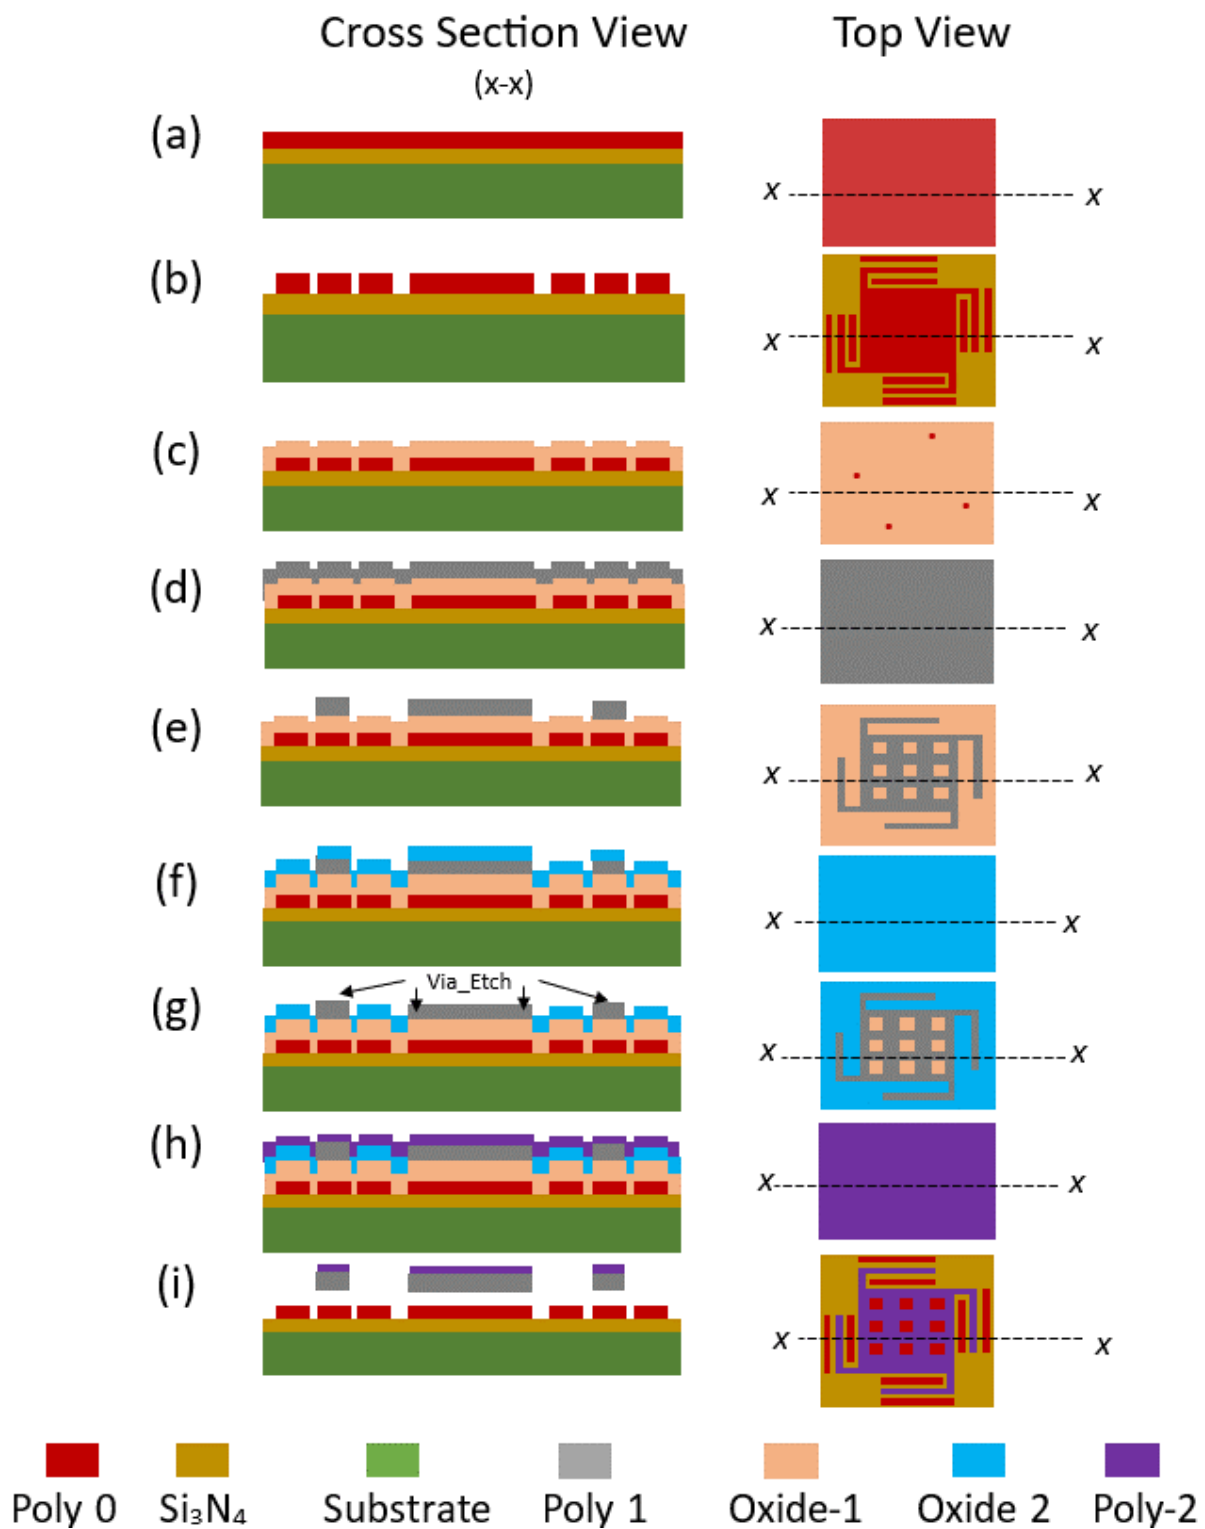 Cross Section View
Top View
(x-x)
(a)
x
x
(b)
x
x
(c)
x
x
(d)
x
x
(e)
x
x
(f)
x
x
Via_Etch
(g)
x
x
(h)
x
x
(i)
x
x
Poly 0
Si₃N₄
Substrate
Poly 1
Oxide-1
Oxide 2
Poly-2